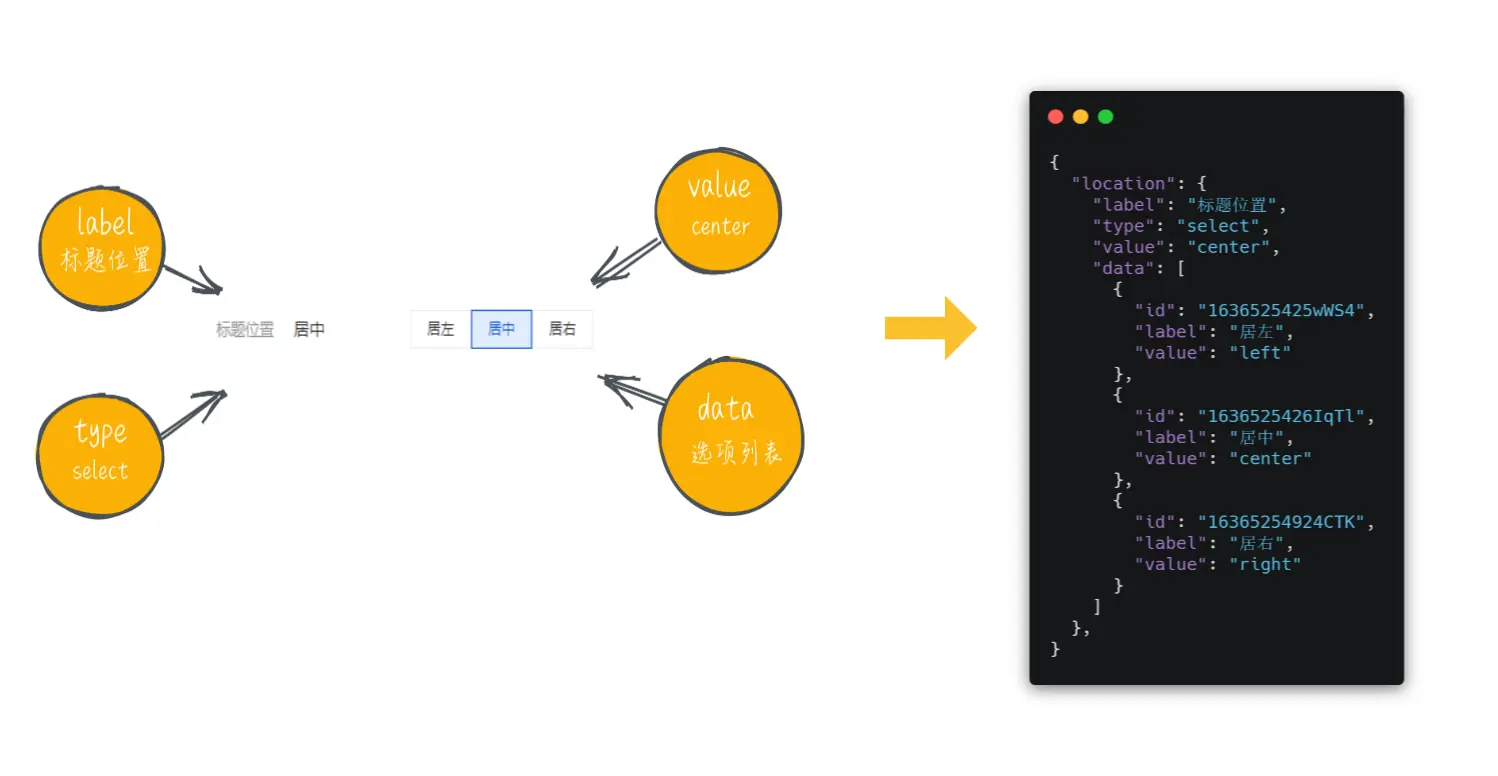 label
标题位置
value
center
标题位置 居中 居左 居中 居右
type
select
data
选项列表
{
"location": {
"label": "标题位置",
"type": "select",
"value": "center",
"data": [
{
"id": "1636525425wWS4",
"label": "居左",
"value": "left"
},
{
"id": "1636525426IqTl",
"label": "居中",
"value": "center"
},
{
"id": "16365254924CTK",
"label": "居右",
"value": "right"
}
]
},
}